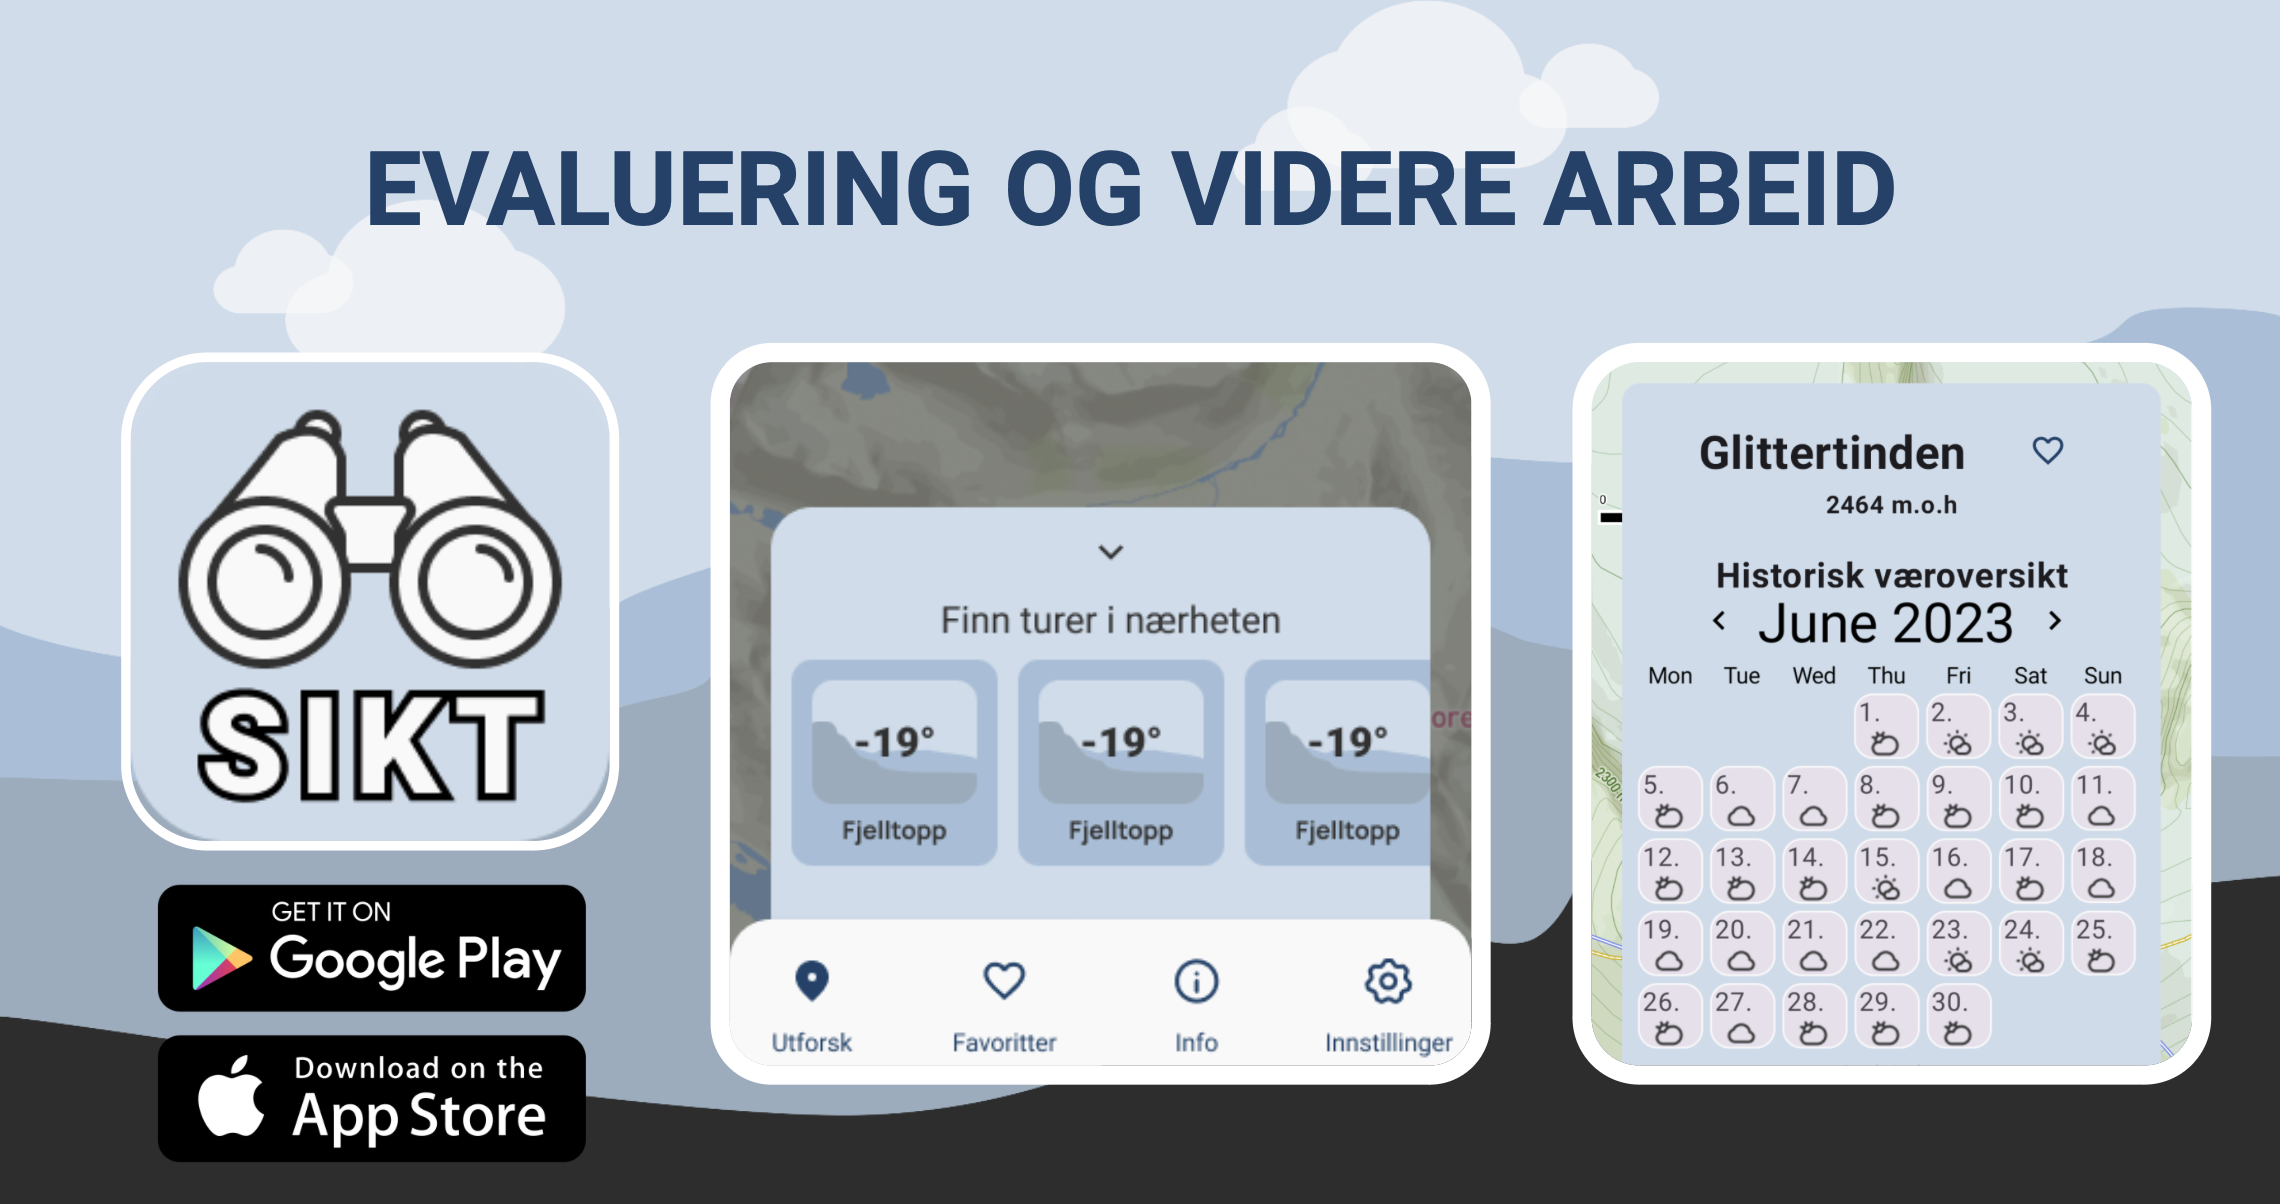 EVALUERING OG VIDERE ARBEID
SIKT
GET IT ON
Google Play
Download on the
App Store
Finn turer i nærheten
-19° -19° -19°
Fjelltopp Fjelltopp Fjelltopp
ore
Utforsk Favoritter Info Innstillinger
Glittertinden
2464 m.o.h
0
Historisk væroversikt
< June 2023 >
Mon Tue Wed Thu Fri Sat Sun
1. 2. 3. 4.
5. 6. 7. 8. 9. 10. 11.
12. 13. 14. 15. 16. 17. 18.
19. 20. 21. 22. 23. 24. 25.
26. 27. 28. 29. 30.
2300